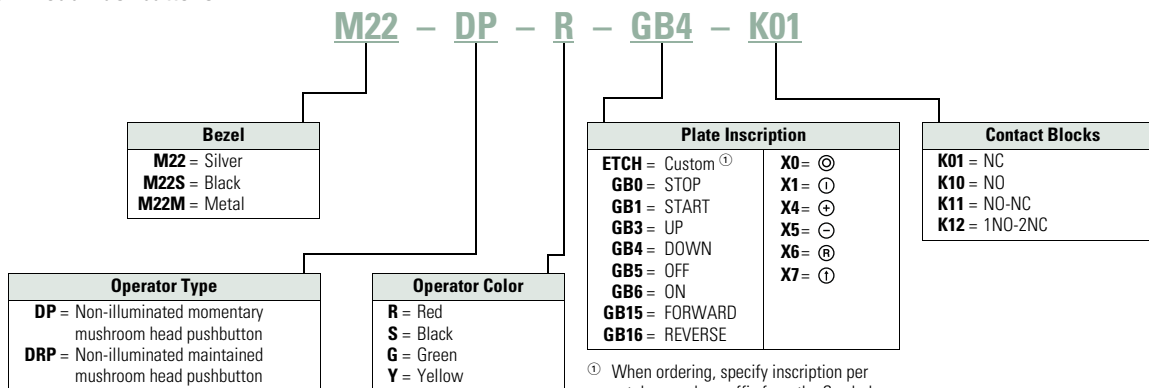 M22 – DP – R – GB4 – K01
Bezel
M22 = Silver
M22S = Black
M22M = Metal
Plate Inscription
ETCH = Custom ①
GB0 = STOP
GB1 = START
GB3 = UP
GB4 = DOWN
GB5 = OFF
GB6 = ON
GB15 = FORWARD
GB16 = REVERSE
X0=
X1=
X4= ⊕
X5= ⊖
X6= Ⓡ
X7=
Contact Blocks
K01 = NC
K10 = NO
K11 = NO-NC
K12 = 1NO-2NC
Operator Type
DP = Non-illuminated momentary
mushroom head pushbutton
DRP = Non-illuminated maintained
mushroom head pushbutton
Operator Color
R = Red
S = Black
G = Green
Y = Yellow
① When ordering, specify inscription per